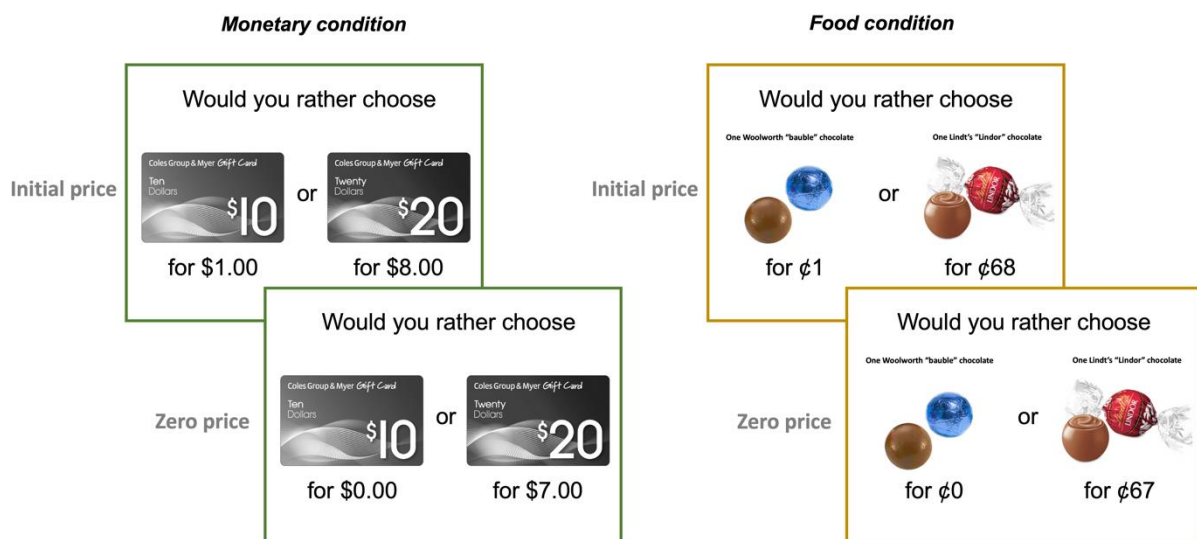 Monetary condition
Food condition
Initial price
Would you rather choose
Coles Group & Myer Gift Card
Ten
Dollars
$10
or
Coles Group & Myer Gift Card
Twenty
Dollars
$20
for $1.00
for $8.00
Zero price
Would you rather choose
Coles Group & Myer Gift Card
Ten
Dollars
$10
or
Coles Group & Myer Gift Card
Twenty
Dollars
$20
for $0.00
for $7.00
Initial price
Would you rather choose
One Woolworth "bauble" chocolate
One Lindt's "Lindor" chocolate
or
LINDOR
for ¢1
for ¢68
Zero price
Would you rather choose
One Woolworth "bauble" chocolate
One Lindt's "Lindor" chocolate
or
LINDOR
for ¢0
for ¢67